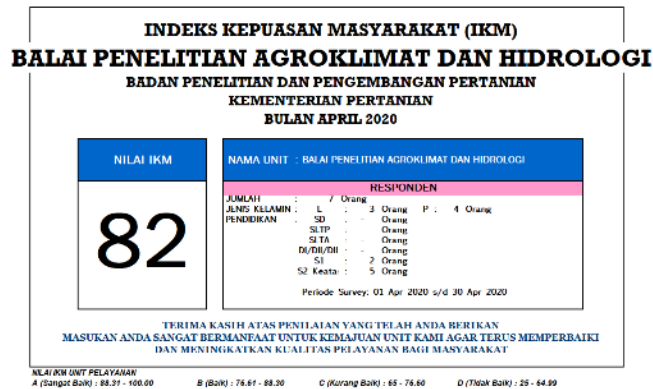 INDEKS KEPUASAN MASYARAKAT (IKM)
BALAI PENELITIAN AGROKLIMAT DAN HIDROLOGI
BADAN PENELITIAN DAN PENGEMBANGAN PERTANIAN
KEMENTERIAN PERTANIAN
BULAN APRIL 2020
NILAI IKM
82
NAMA UNIT : BALAI PENELITIAN AGROKLIMAT DAN HIDROLOGI
RESPONDEN
JUMLAH : 7 Orang
JENIS KELAMIN : L : 3 Orang P : 4 Orang
PENDIDIKAN : SD : - Orang
SLTP - Orang
SLTA : - Orang
DI/DII/DII : - Orang
S1 : 2 Orang
S2 Keata : 5 Orang
Periode Survey: 01 Apr 2020 s/d 30 Apr 2020
TERIMA KASIH ATAS PENILAIAN YANG TELAH ANDA BERIKAN
MASUKAN ANDA SANGAT BERMANFAAT UNTUK KEMAJUAN UNIT KAMI AGAR TERUS MEMPERBAIKI
DAN MENINGKATKAN KUALITAS PELAYANAN BAGI MASYARAKAT
NILAI IKM UNIT PELAYANAN
A (Sangat Baik) : 88.31 - 100.00 B (Baik) : 76.61 - 88.30 C (Kurang Baik) : 65 - 76.60 D (Tidak Baik) : 25 - 64.99